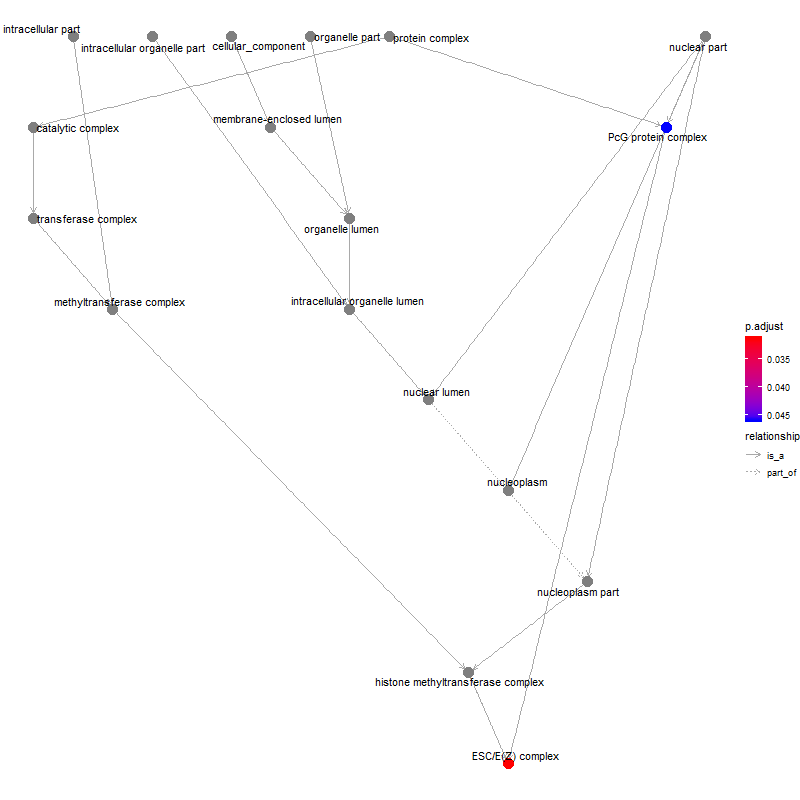 intracellular part
intracellular organelle part
cellular_component
organelle part
protein complex
nuclear part
catalytic complex
membrane-enclosed lumen
PcG protein complex
transferase complex
organelle lumen
methyltransferase complex
intracellular organelle lumen
p.adjust
0.035
0.040
0.045
nuclear lumen
relationship
is_a
part_of
nucleoplasm
nucleoplasm part
histone methyltransferase complex
ESC/E(Z) complex